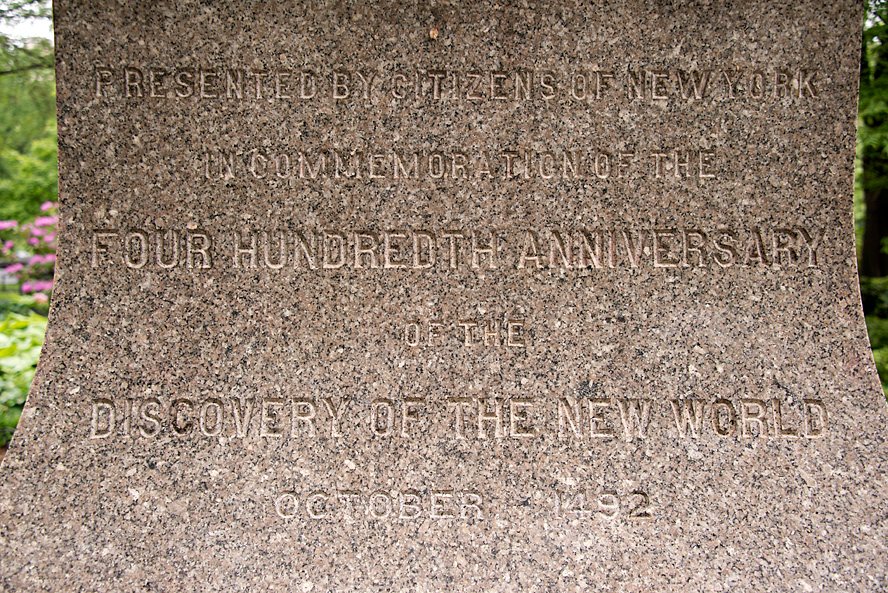 PRESENTED BY CITIZENS OF NEW YORK
IN COMMEMORATION OF THE
FOUR HUNDREDTH ANNIVERSARY
OF THE
DISCOVERY OF THE NEW WORLD
OCTOBER 1492